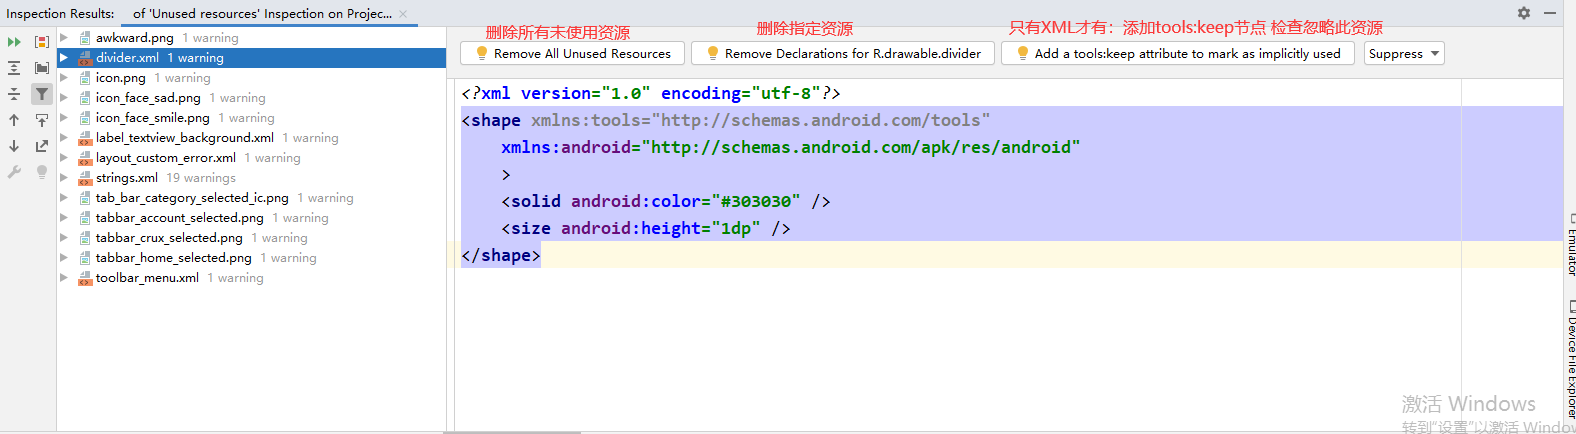 Inspection Results: of 'Unused resources' Inspection on Projec...
删除所有未使用资源 删除指定资源 只有XML才有：添加tools:keep节点 检查忽略此资源
Remove All Unused Resources Remove Declarations for R.drawable.divider Add a tools:keep attribute to mark as implicitly used Suppress
awkward.png 1 warning
divider.xml 1 warning
icon.png 1 warning
icon_face_sad.png 1 warning
icon_face_smile.png 1 warning
label_textview_background.xml 1 warning
layout_custom_error.xml 1 warning
strings.xml 19 warnings
tab_bar_category_selected_ic.png 1 warning
tabbar_account_selected.png 1 warning
tabbar_crux_selected.png 1 warning
tabbar_home_selected.png 1 warning
toolbar_menu.xml 1 warning
<?xml version="1.0" encoding="utf-8"?>
<shape xmlns:tools="http://schemas.android.com/tools"
xmlns:android="http://schemas.android.com/apk/res/android"
>
<solid android:color="#303030" />
<size android:height="1dp" />
</shape>
Emulator
Device File Explorer
激活 Windows
转到"设置"以激活 Window